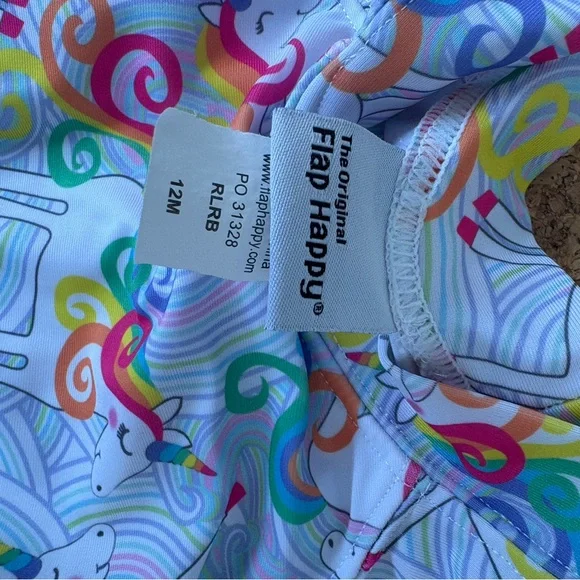 The Original
Flap Happy®
www.flaphappy.com
PO 31328
RLRB
12M